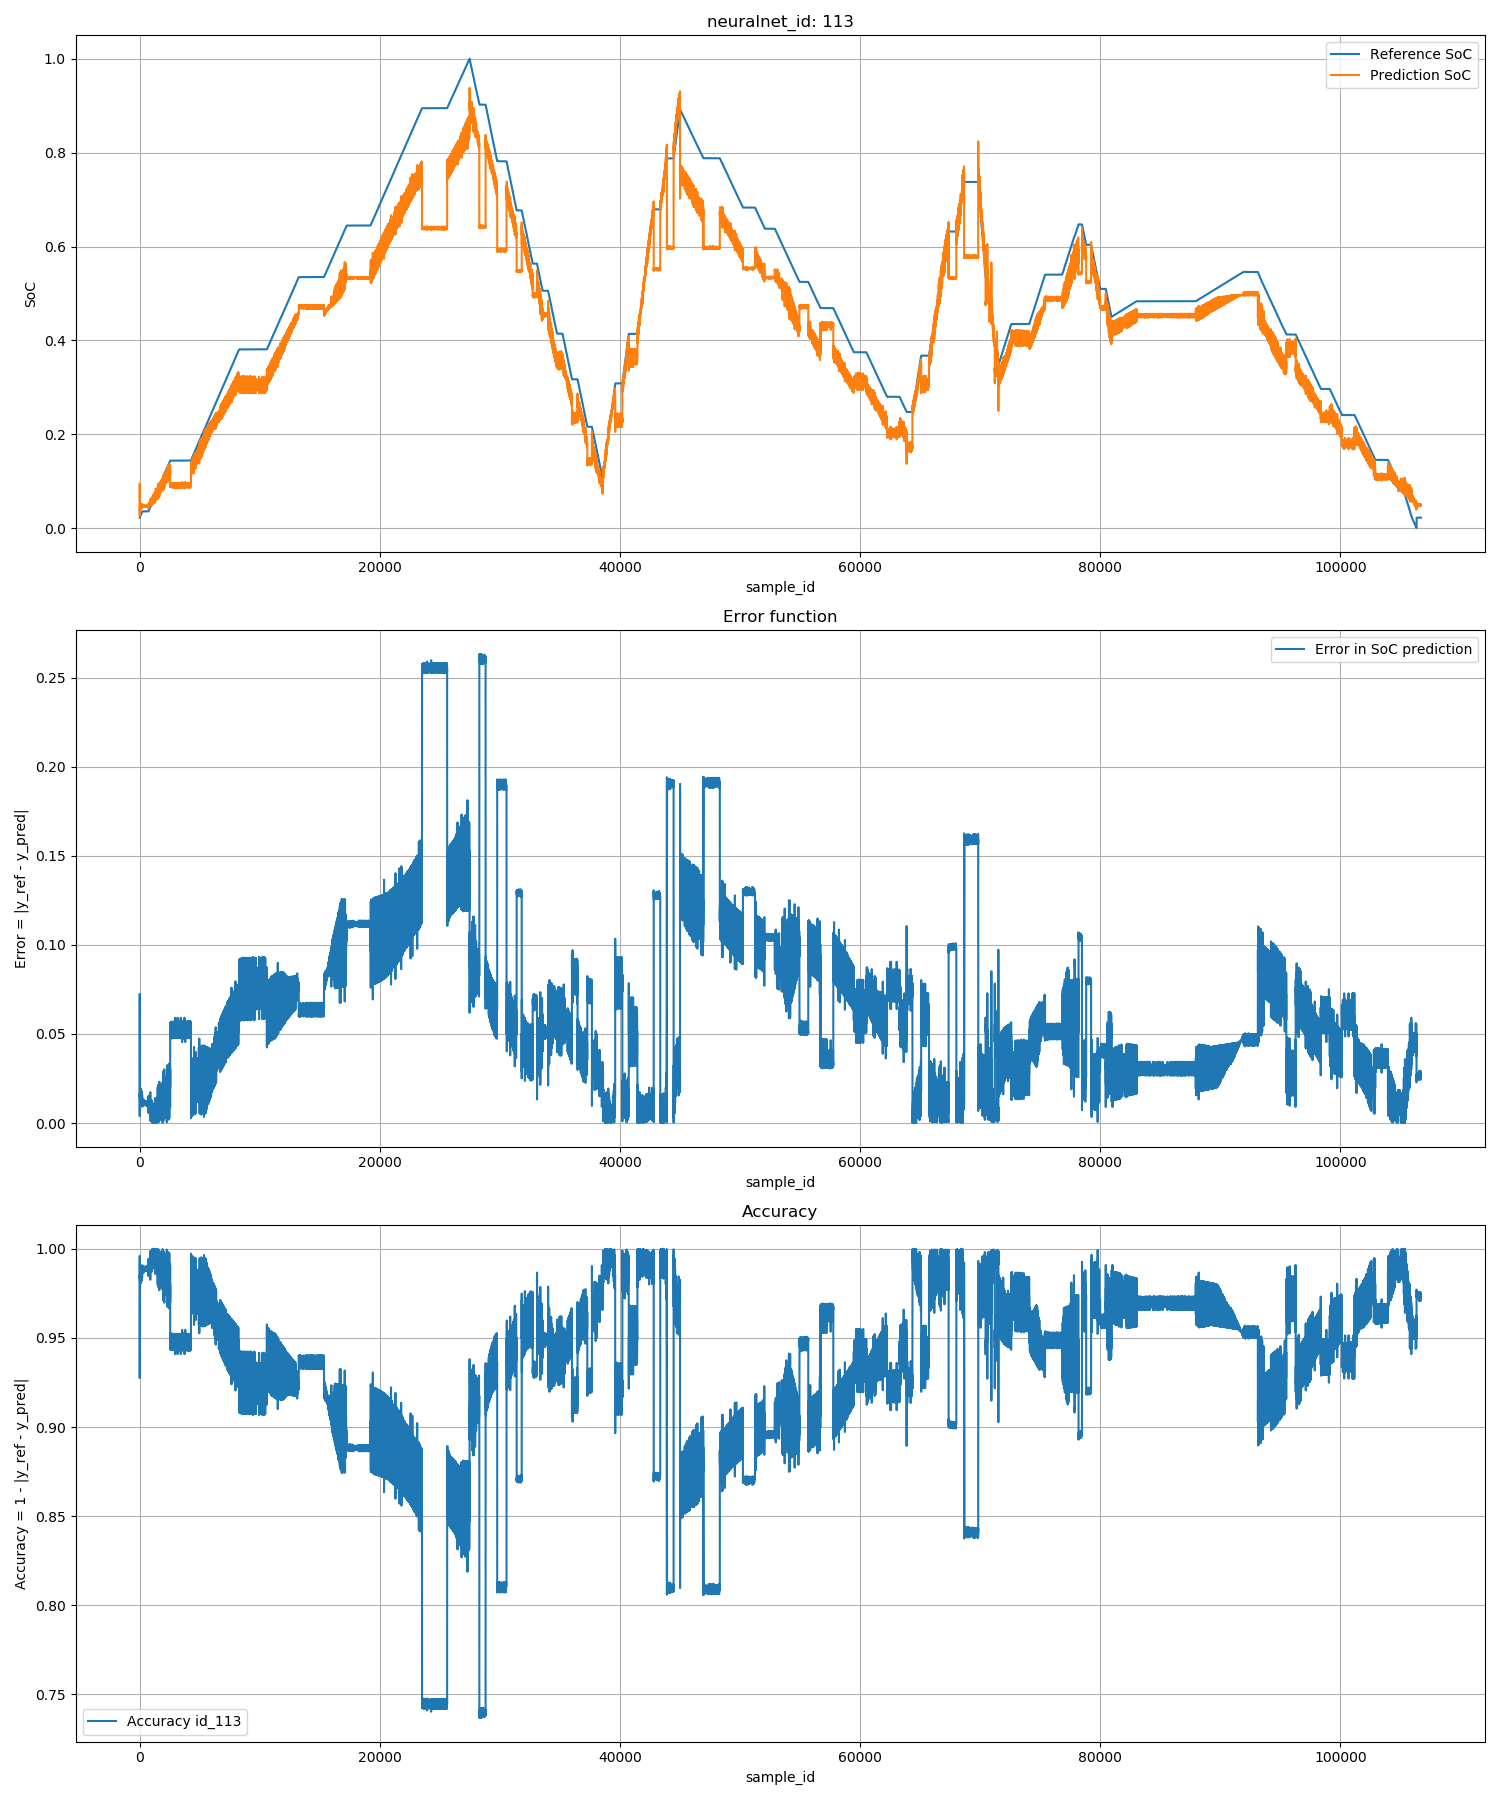 neuralnet_id: 113
Reference SoC
Prediction SoC
SoC
1.0
0.8
0.6
0.4
0.2
0.0
0 20000 40000 60000 80000 100000
sample_id
Error function
Error in SoC prediction
Error = |y_ref - y_pred|
0.25
0.20
0.15
0.10
0.05
0.00
0 20000 40000 60000 80000 100000
sample_id
Accuracy
Accuracy = 1 - |y_ref - y_pred|
1.00
0.95
0.90
0.85
0.80
0.75
Accuracy id_113
0 20000 40000 60000 80000 100000
sample_id